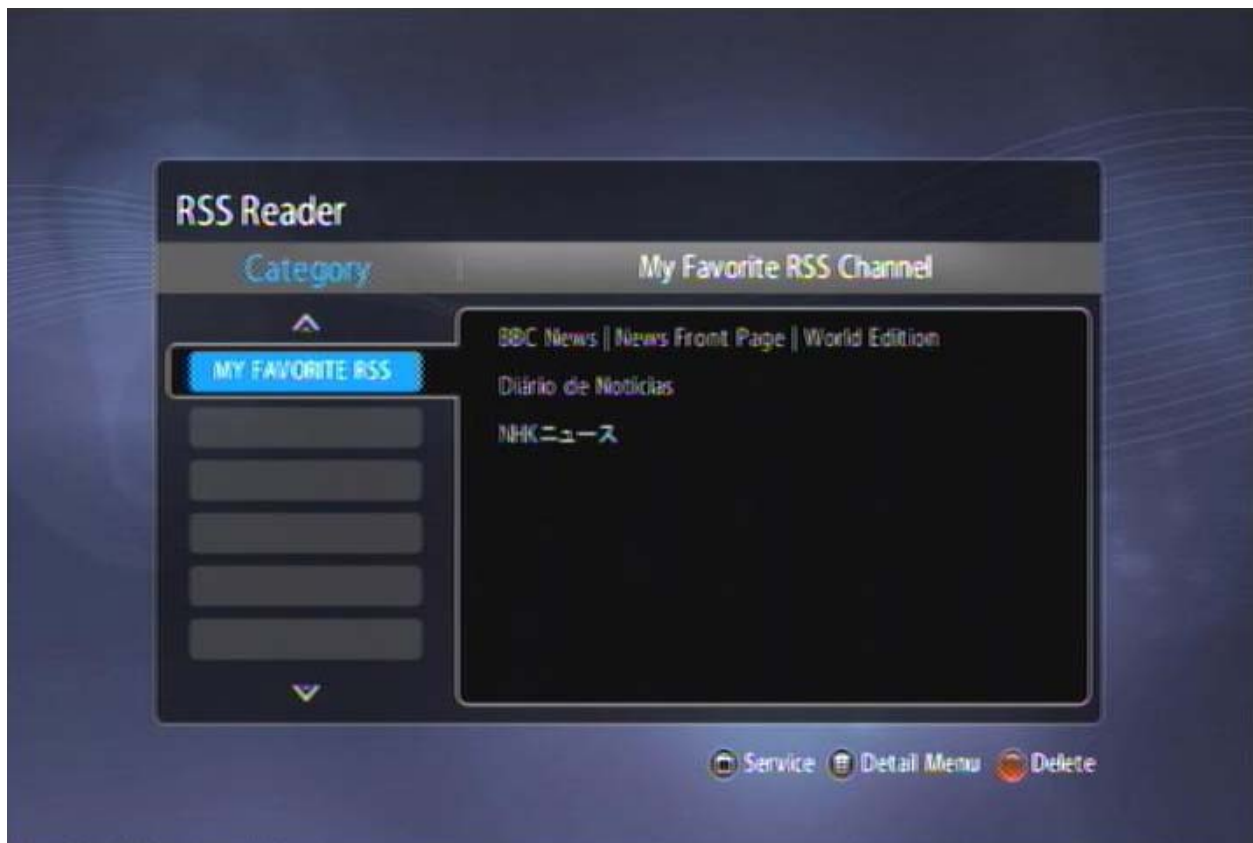 RSS Reader
Category
My Favorite RSS Channel
MY FAVORITE RSS
BBC News || News Front Page || World Edition
Diário de Notícias
NHKニュース
Service
Detail Menu
Delete